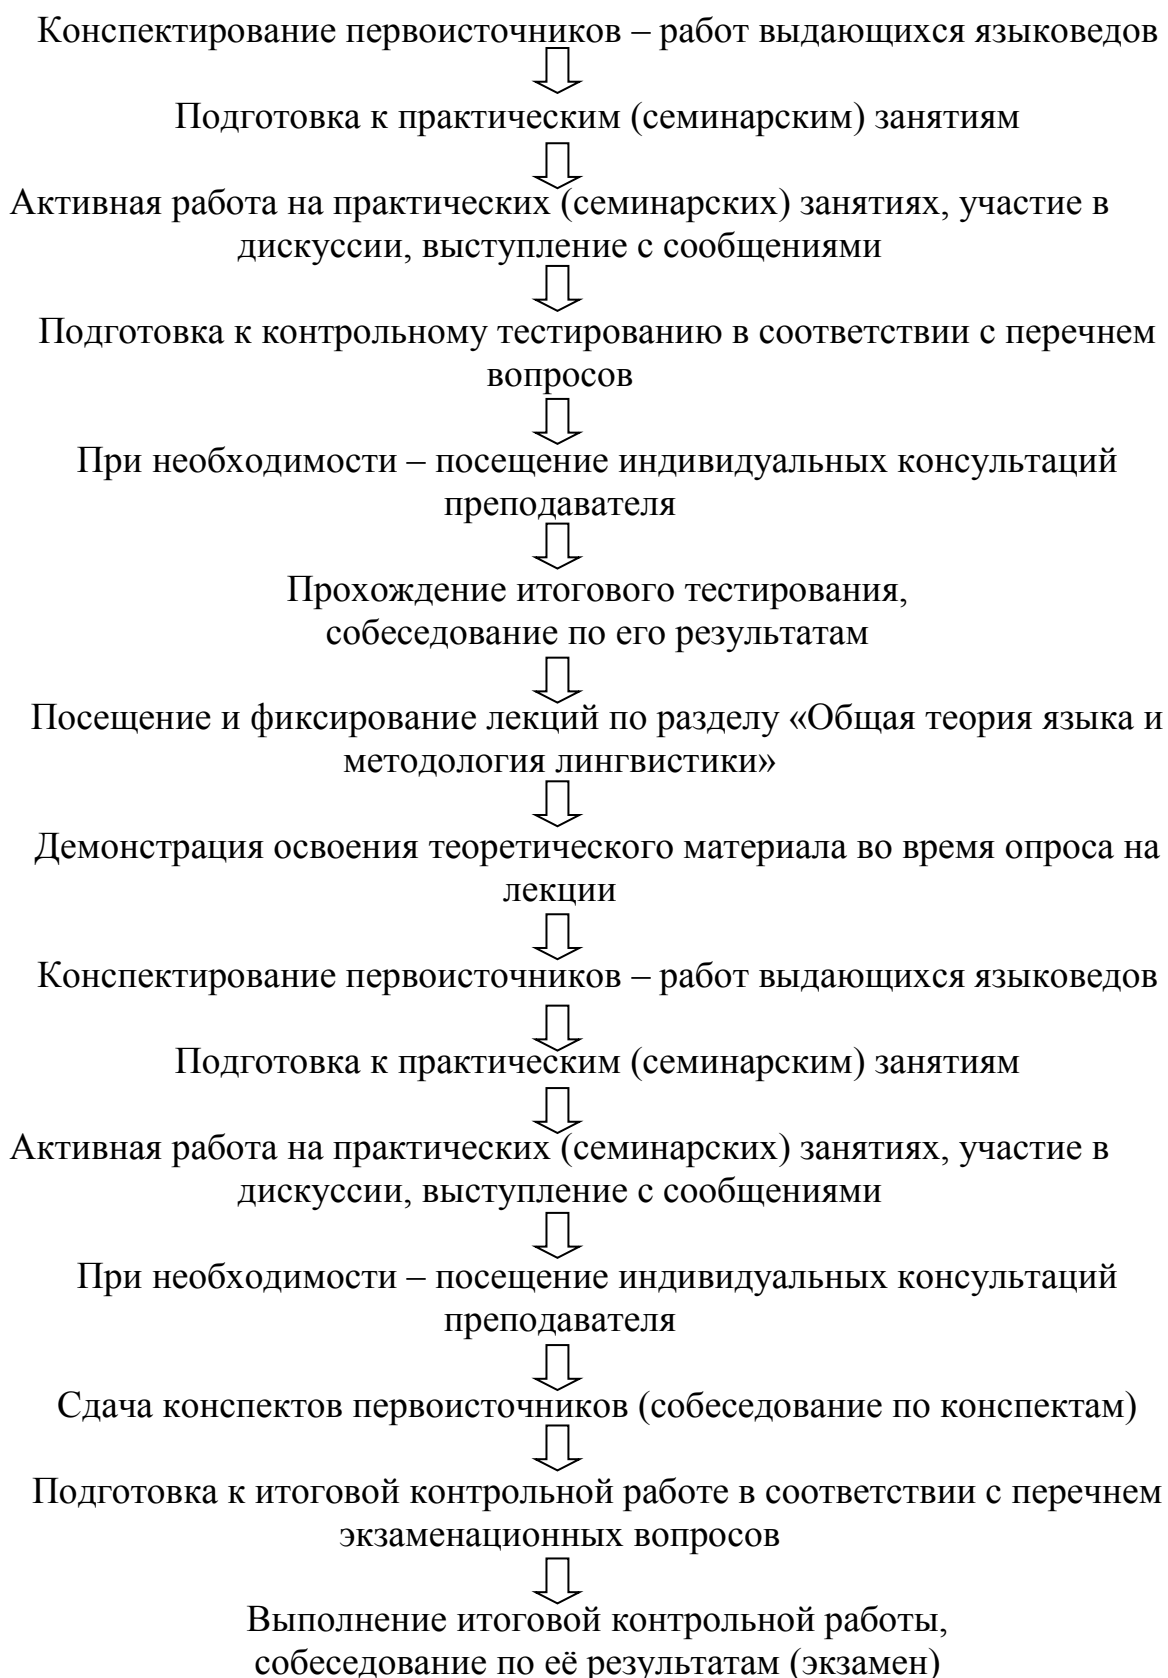 Конспектирование первоисточников – работ выдающихся языковедов
Подготовка к практическим (семинарским) занятиям
Активная работа на практических (семинарских) занятиях, участие в
дискуссии, выступление с сообщениями
Подготовка к контрольному тестированию в соответствии с перечнем
вопросов
При необходимости – посещение индивидуальных консультаций
преподавателя
Прохождение итогового тестирования,
собеседование по его результатам
Посещение и фиксирование лекций по разделу «Общая теория языка и
методология лингвистики»
Демонстрация освоения теоретического материала во время опроса на
лекции
Конспектирование первоисточников – работ выдающихся языковедов
Подготовка к практическим (семинарским) занятиям
Активная работа на практических (семинарских) занятиях, участие в
дискуссии, выступление с сообщениями
При необходимости – посещение индивидуальных консультаций
преподавателя
Сдача конспектов первоисточников (собеседование по конспектам)
Подготовка к итоговой контрольной работе в соответствии с перечнем
экзаменационных вопросов
Выполнение итоговой контрольной работы,
собеседование по её результатам (экзамен)